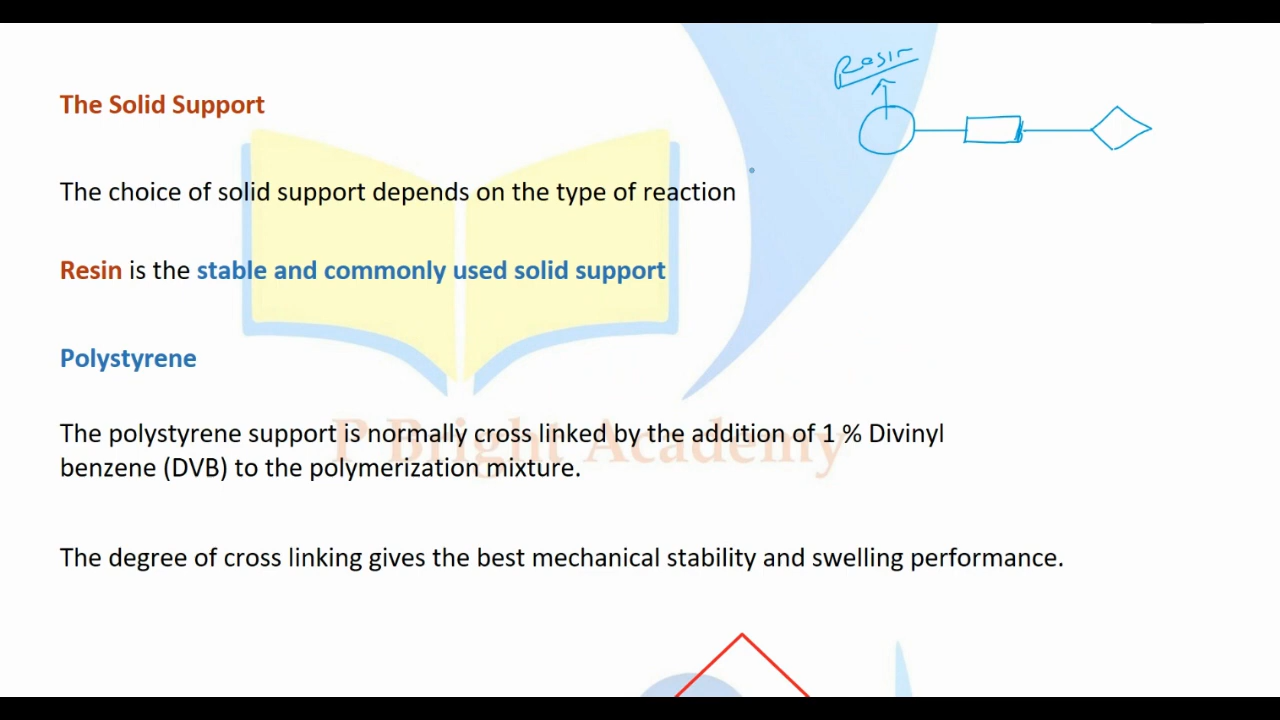 Resin
The Solid Support
The choice of solid support depends on the type of reaction
Resin is the stable and commonly used solid support
Polystyrene
P Bright Academy
The polystyrene support is normally cross linked by the addition of 1 % Divinyl
benzene (DVB) to the polymerization mixture.
The degree of cross linking gives the best mechanical stability and swelling performance.